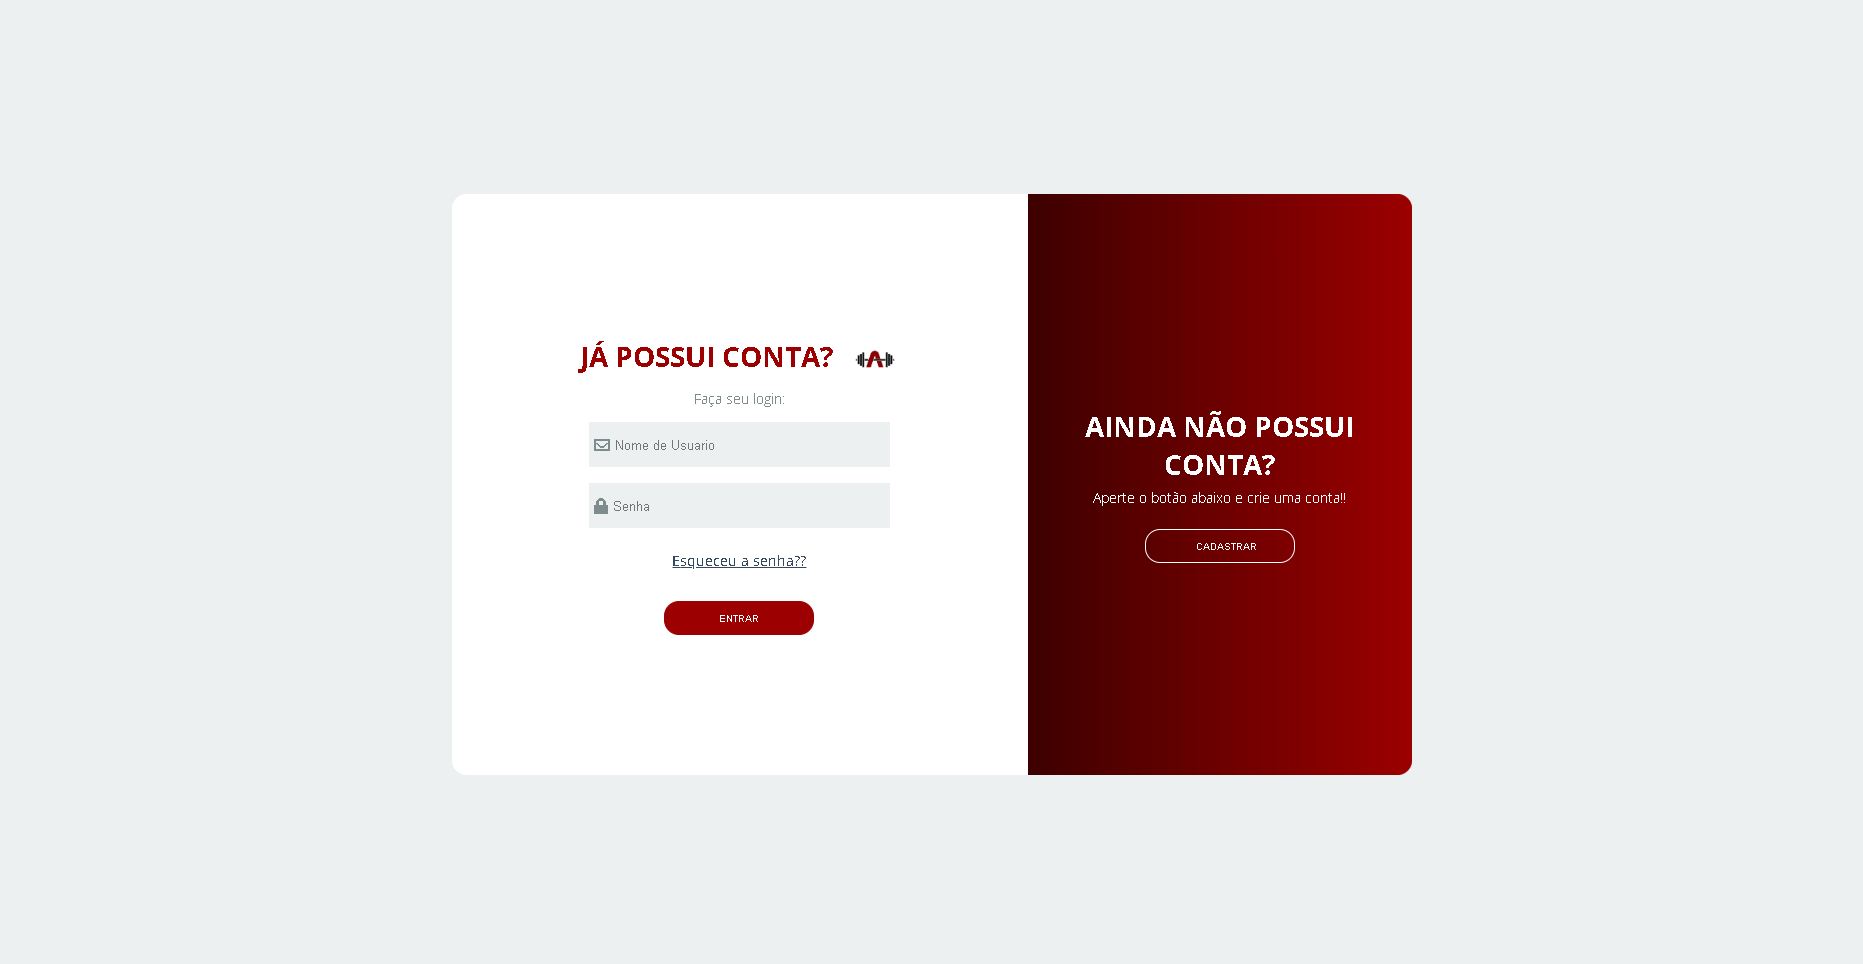 JÁ POSSUI CONTA?
Faça seu login:
Nome de Usuario
Senha
Esqueceu a senha??
ENTRAR
AINDA NÃO POSSUI
CONTA?
Aperte o botão abaixo e crie uma conta!!
CADASTRAR